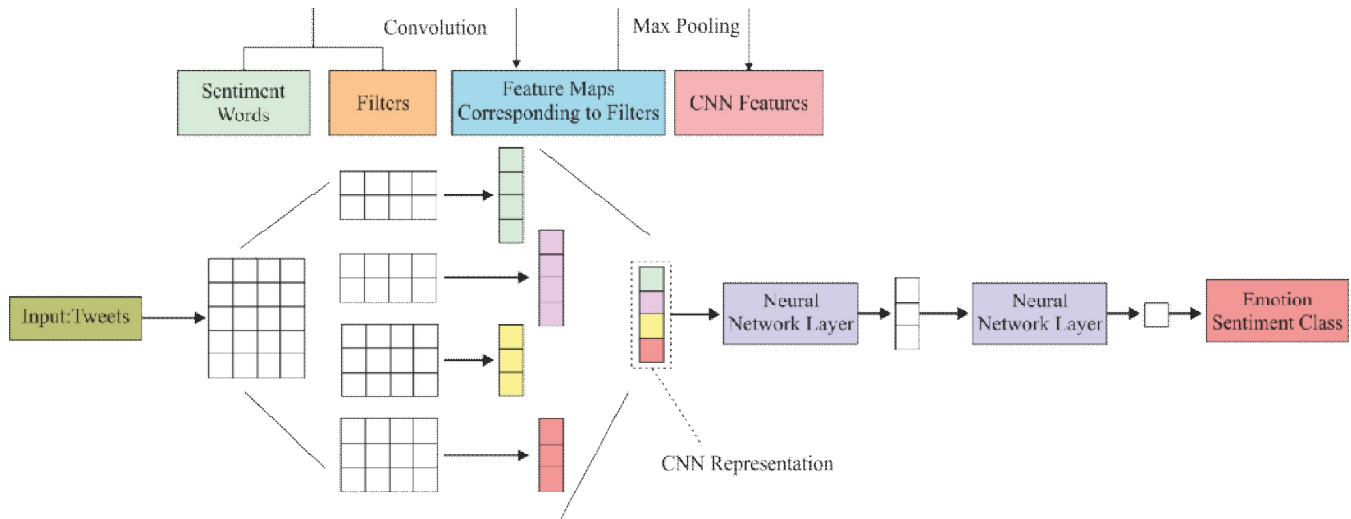 Convolution
Max Pooling
Sentiment
Words
Filters
Feature Maps
Corresponding to Filters
CNN Features
Input:Tweets
Neural
Network Layer
Neural
Network Layer
Emotion
Sentiment Class
CNN Representation